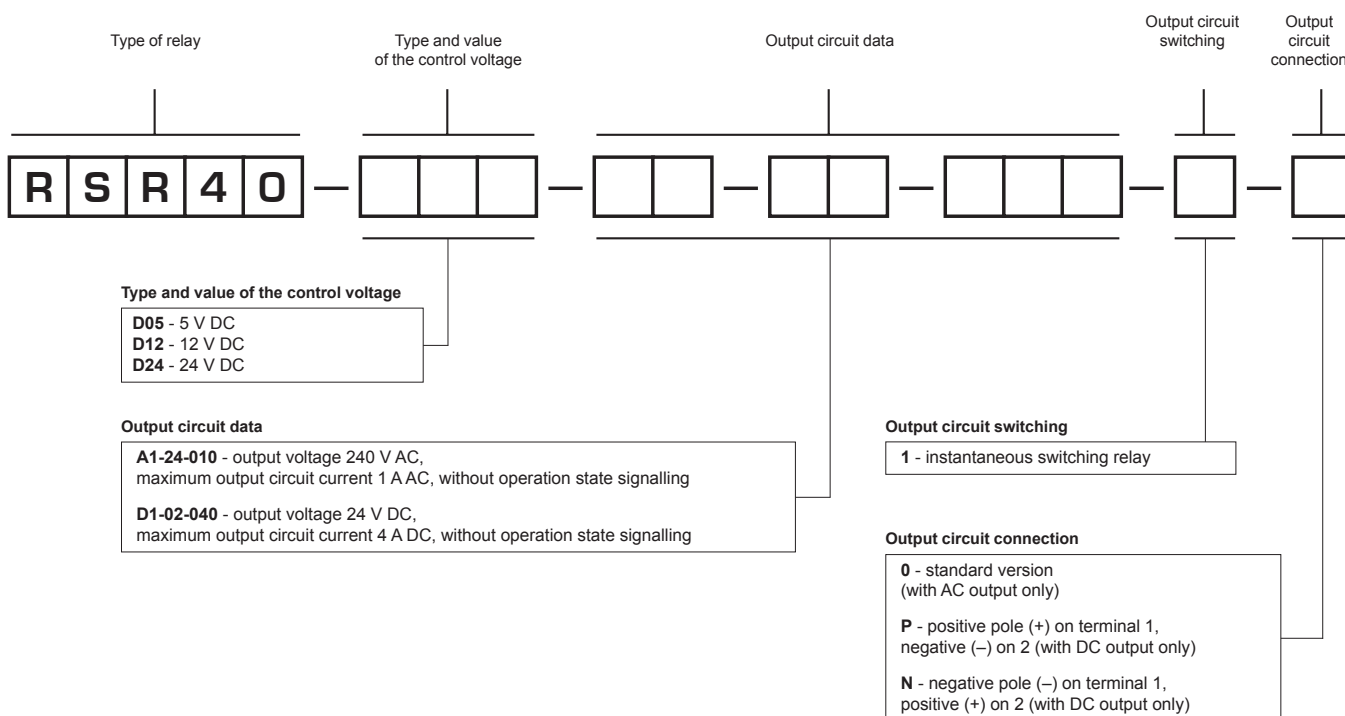 Type of relay
Type and value
of the control voltage
Output circuit data
Output circuit
switching
Output
circuit
connection
RSR40 — — — — — —
Type and value of the control voltage
D05 - 5 V DC
D12 - 12 V DC
D24 - 24 V DC
Output circuit data
A1-24-010 - output voltage 240 V AC,
maximum output circuit current 1 A AC, without operation state signalling
D1-02-040 - output voltage 24 V DC,
maximum output circuit current 4 A DC, without operation state signalling
Output circuit switching
1 - instantaneous switching relay
Output circuit connection
0 - standard version
(with AC output only)
P - positive pole (+) on terminal 1,
negative (–) on 2 (with DC output only)
N - negative pole (–) on terminal 1,
positive (+) on 2 (with DC output only)